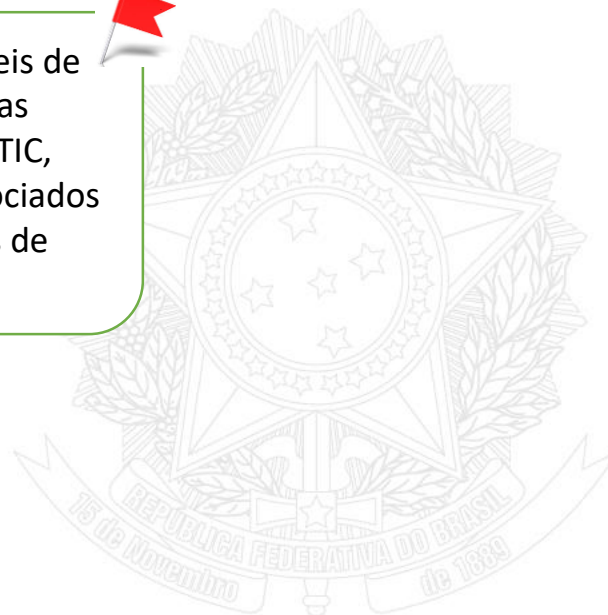 eis de
as
TIC,
ociados
s de
REPÚBLICA FEDERATIVA DO BRASIL
15 de Novembro
de 1889